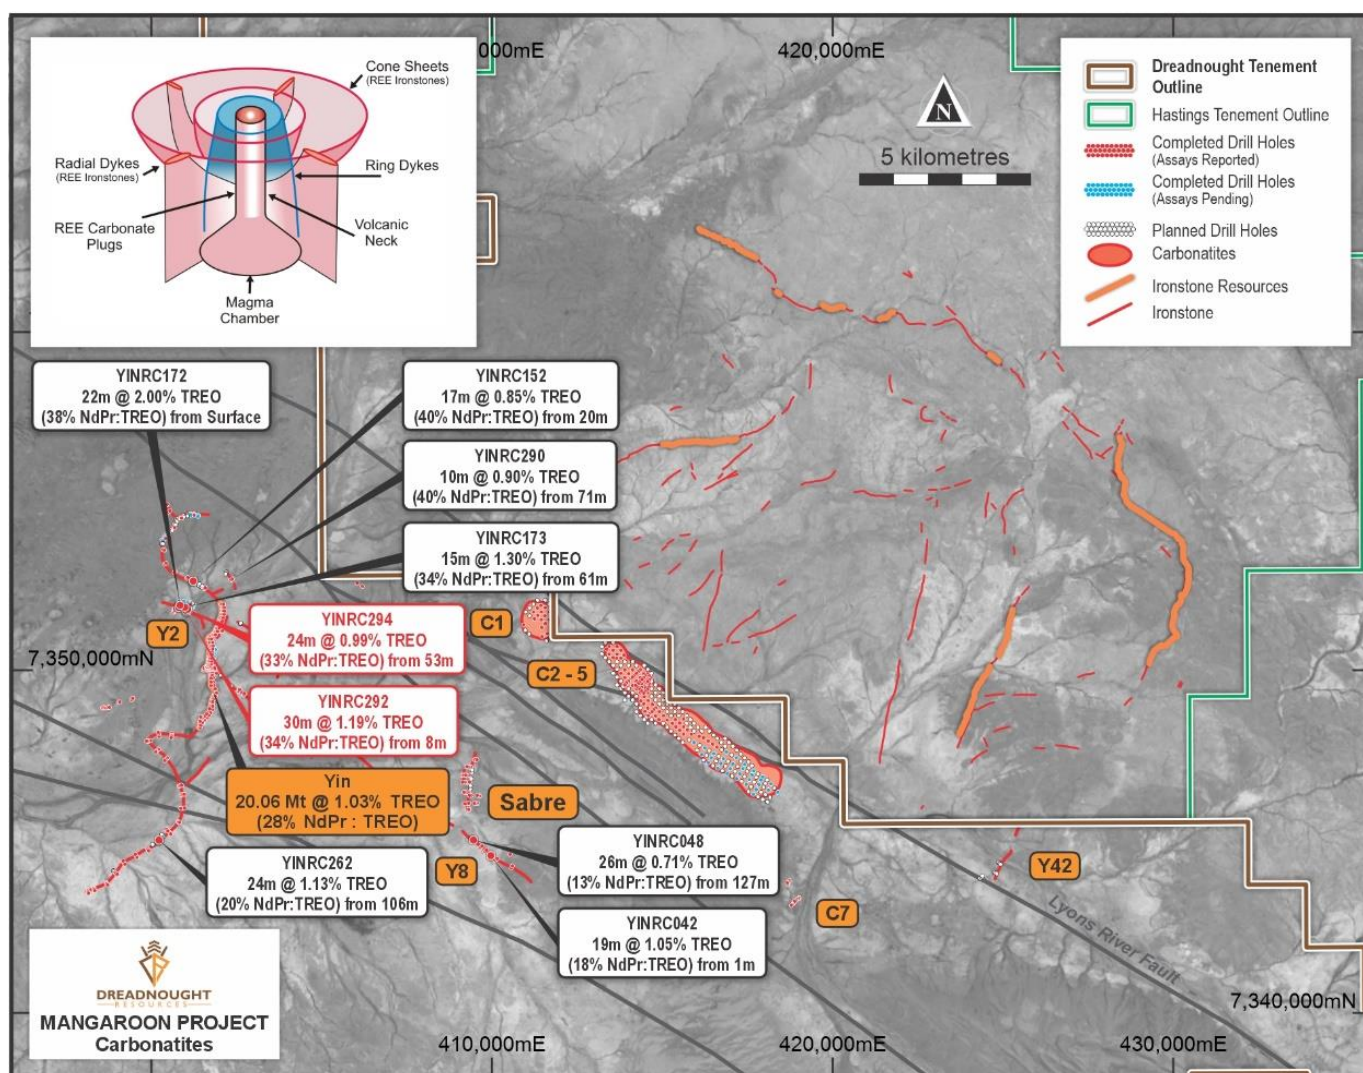 000mE
420,000mE
Cone Sheets
(REE Ironstones)
Radial Dykes
(REE Ironstones)
Ring Dykes
REE Carbonate
Plugs
Volcanic
Neck
Magma
Chamber
N
5 kilometres
Dreadnought Tenement
Outline
Hastings Tenement Outline
Completed Drill Holes
(Assays Reported)
Completed Drill Holes
(Assays Pending)
Planned Drill Holes
Carbonatites
Ironstone Resources
Ironstone
YINRC172
22m @ 2.00% TREO
(38% NdPr:TREO) from Surface
YINRC152
17m @ 0.85% TREO
(40% NdPr:TREO) from 20m
YINRC290
10m @ 0.90% TREO
(40% NdPr:TREO) from 71m
YINRC173
15m @ 1.30% TREO
(34% NdPr:TREO) from 61m
YINRC294
24m @ 0.99% TREO
(33% NdPr:TREO) from 53m
YINRC292
30m @ 1.19% TREO
(34% NdPr:TREO) from 8m
Yin
20.06 Mt @ 1.03% TREO
(28% NdPr : TREO)
YINRC262
24m @ 1.13% TREO
(20% NdPr:TREO) from 106m
YINRC048
26m @ 0.71% TREO
(13% NdPr:TREO) from 127m
YINRC042
19m @ 1.05% TREO
(18% NdPr:TREO) from 1m
Y2
C1
C2 - 5
7,350,000mN
Sabre
Y8
Y42
C7
Lyons River Fault
7,340,000mN
DREADNOUGHT
RESOURCES
MANGAROON PROJECT
Carbonatites
410,000mE
420,000mE
430,000mE